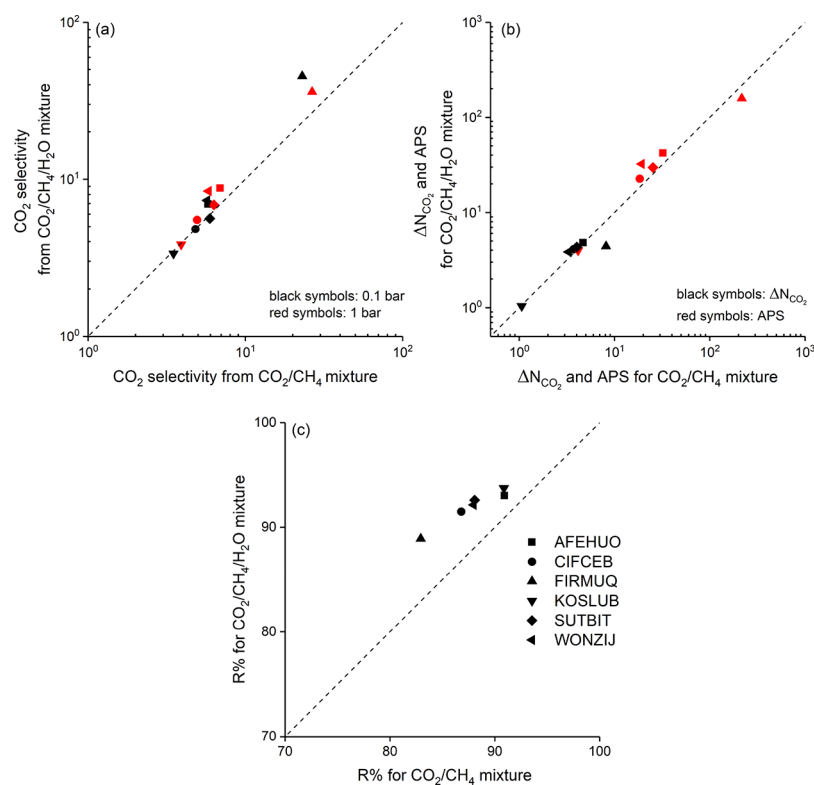 (a)
10²
10¹
10⁰
10⁰
10¹
10²
CO₂ selectivity
from CO₂/CH₄/H₂O mixture
CO₂ selectivity from CO₂/CH₄ mixture
black symbols: 0.1 bar
red symbols: 1 bar
(b)
10³
10²
10¹
10⁰
10⁰
10¹
10²
10³
ΔN_CO₂ and APS
for CO₂/CH₄/H₂O mixture
ΔN_CO₂ and APS for CO₂/CH₄ mixture
black symbols: ΔN_CO₂
red symbols: APS
(c)
100
90
80
70
70
80
90
100
R% for CO₂/CH₄/H₂O mixture
R% for CO₂/CH₄ mixture
AFEHUO
CIFCEB
FIRMUQ
KOSLUB
SUTBIT
WONZIJ